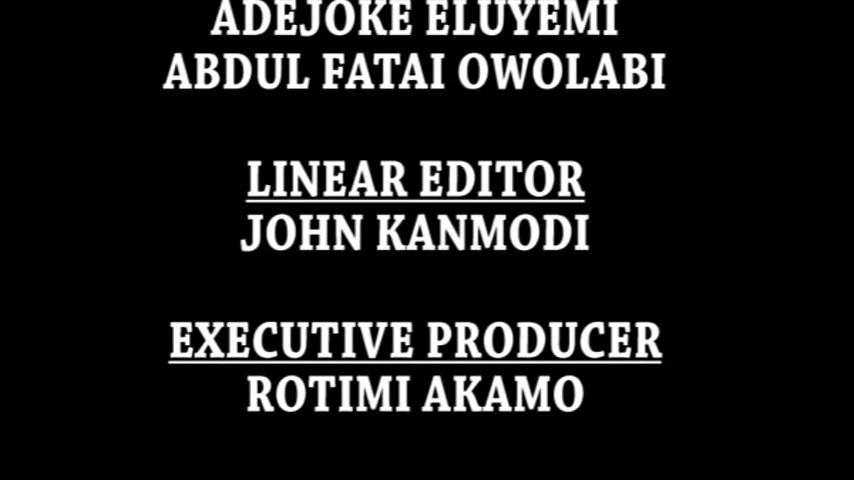 ADEJOKE ELUYEMI
ABDUL FATAI OWOLABI
LINEAR EDITOR
JOHN KANMODI
EXECUTIVE PRODUCER
ROTIMI AKAMO